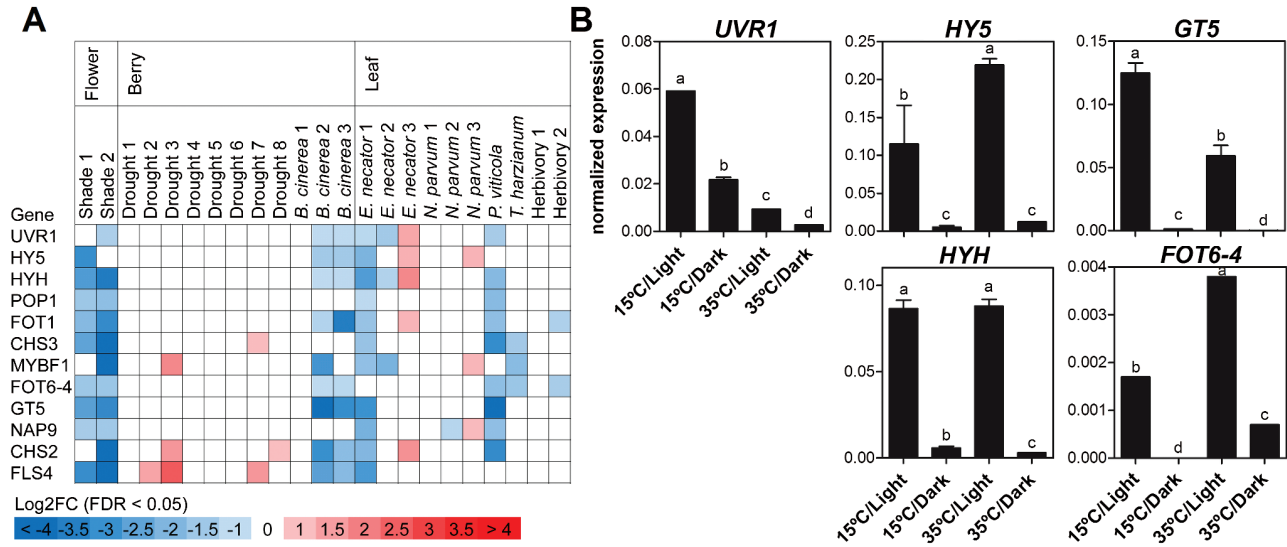 A
Flower
Berry
Leaf
Gene
Shade 1
Shade 2
Drought 1
Drought 2
Drought 3
Drought 4
Drought 5
Drought 6
Drought 7
Drought 8
B. cinerea 1
B. cinerea 2
B. cinerea 3
E. necator 1
E. necator 2
E. necator 3
N. parvum 1
N. parvum 2
N. parvum 3
P. viticola
T. harzianum
Herbivory 1
Herbivory 2
UVR1
HY5
HYH
POP1
FOT1
CHS3
MYBF1
FOT6-4
GT5
NAP9
CHS2
FLS4
Log2FC (FDR < 0.05)
< -4 -3.5 -3 -2.5 -2 -1.5 -1 0 1 1.5 2 2.5 3 3.5 > 4
B
normalized expression
UVR1
0.08
0.06
0.04
0.02
0.00
a
b
c
d
15ºC/Light
15ºC/Dark
35ºC/Light
35ºC/Dark
HY5
0.25
0.20
0.15
0.10
0.05
0.00
b
c
a
c
GT5
0.15
0.10
0.05
0.00
a
c
b
d
HYH
0.10
0.05
0.00
a
b
a
c
15ºC/Light
15ºC/Dark
35ºC/Light
35ºC/Dark
FOT6-4
0.004
0.003
0.002
0.001
0.000
b
d
a
c
15ºC/Light
15ºC/Dark
35ºC/Light
35ºC/Dark